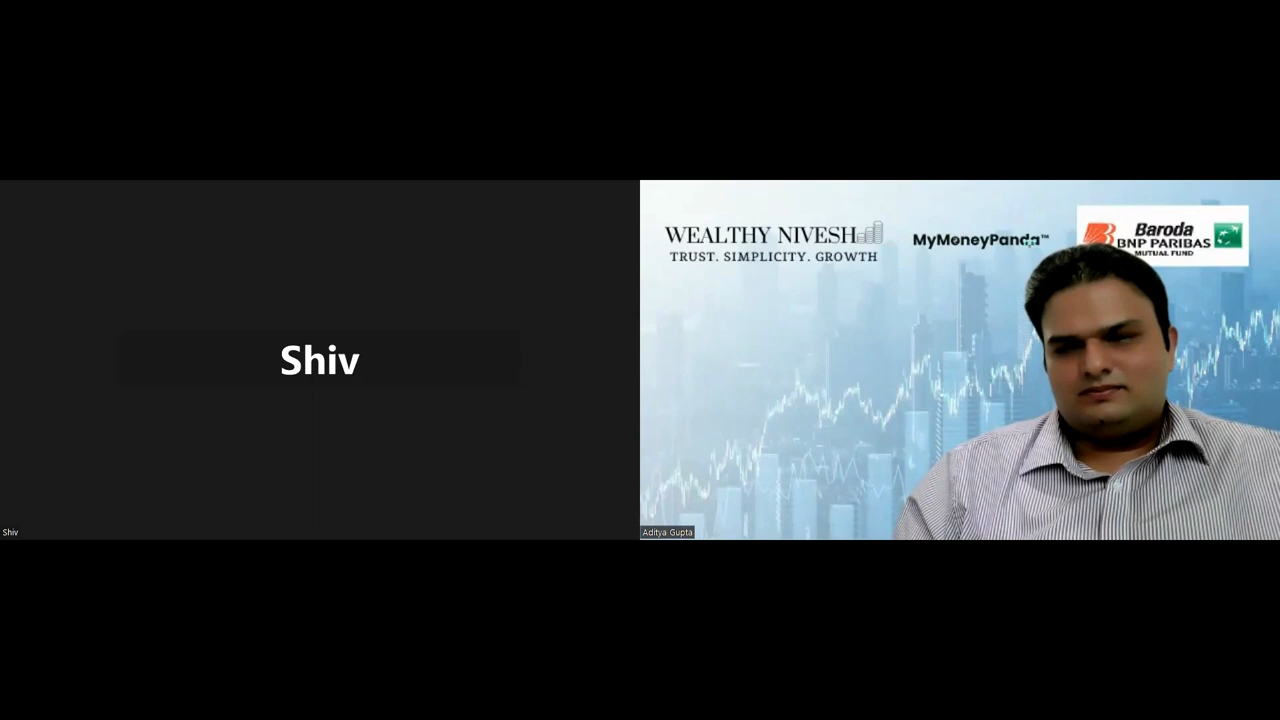 Shiv
Shiv
WEALTHY NIVESH
TRUST. SIMPLICITY. GROWTH
MyMoneyPanda™
Baroda
BNP PARIBAS
MUTUAL FUND
Aditya Gupta